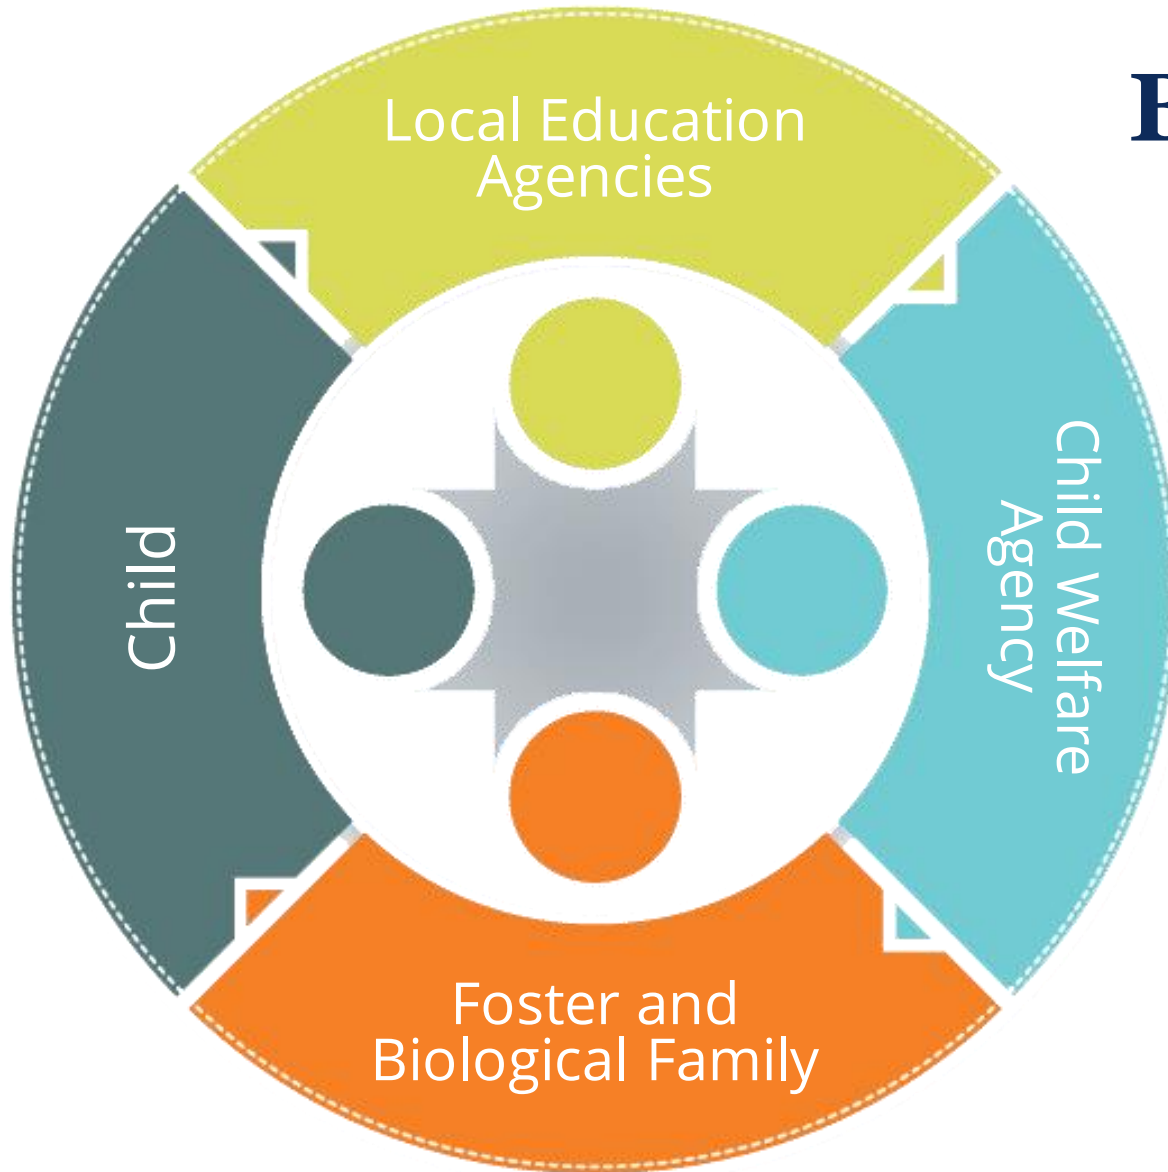 Local Education
Agencies
Child Welfare
Agency
Child
Foster and
Biological Family